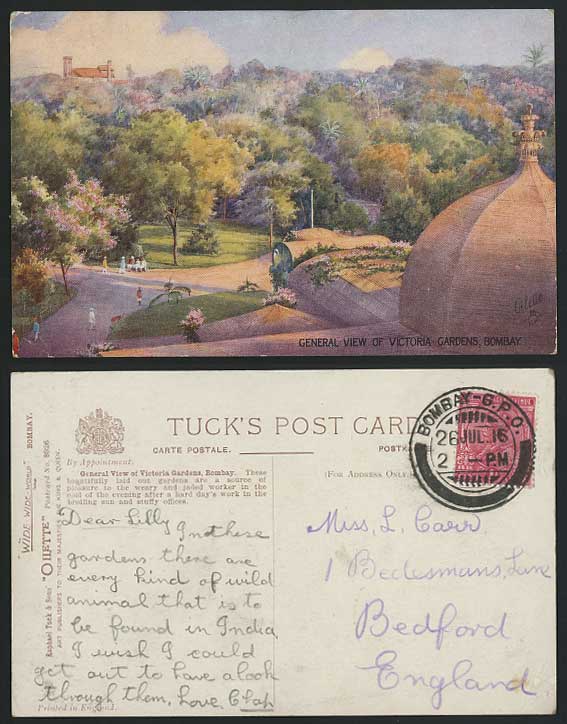 Oilette
GENERAL VIEW OF VICTORIA GARDENS, BOMBAY.
"WIDE WIDE WORLD" BOMBAY.
Raphael Tuck & Sons' "OILETTE" Postcard No.
ART PUBLISHERS TO THEIR MAJESTIES THE KING & QUEEN.
TUCK'S POST CARD
CARTE POSTALE.
POSTKA
By Appointment.
(For Address Only
General View of Victoria Gardens, Bombay. These
beautifully laid out gardens are a source of
pleasure to the weary and jaded worker in the
cool of the evening after a hard day's work in the
broiling sun and stuffy offices.
BOMBAY-G.P.O.
26 JUL. 16
2 PM
Dear Lilly
In these
gardens there are
every kind of wild
animal that is to
be found in India
I wish I could
get out to have a look
through them. Love
Printed in England.
Miss, L. Carr
1 Bedesmans, Lane
Bedford
England